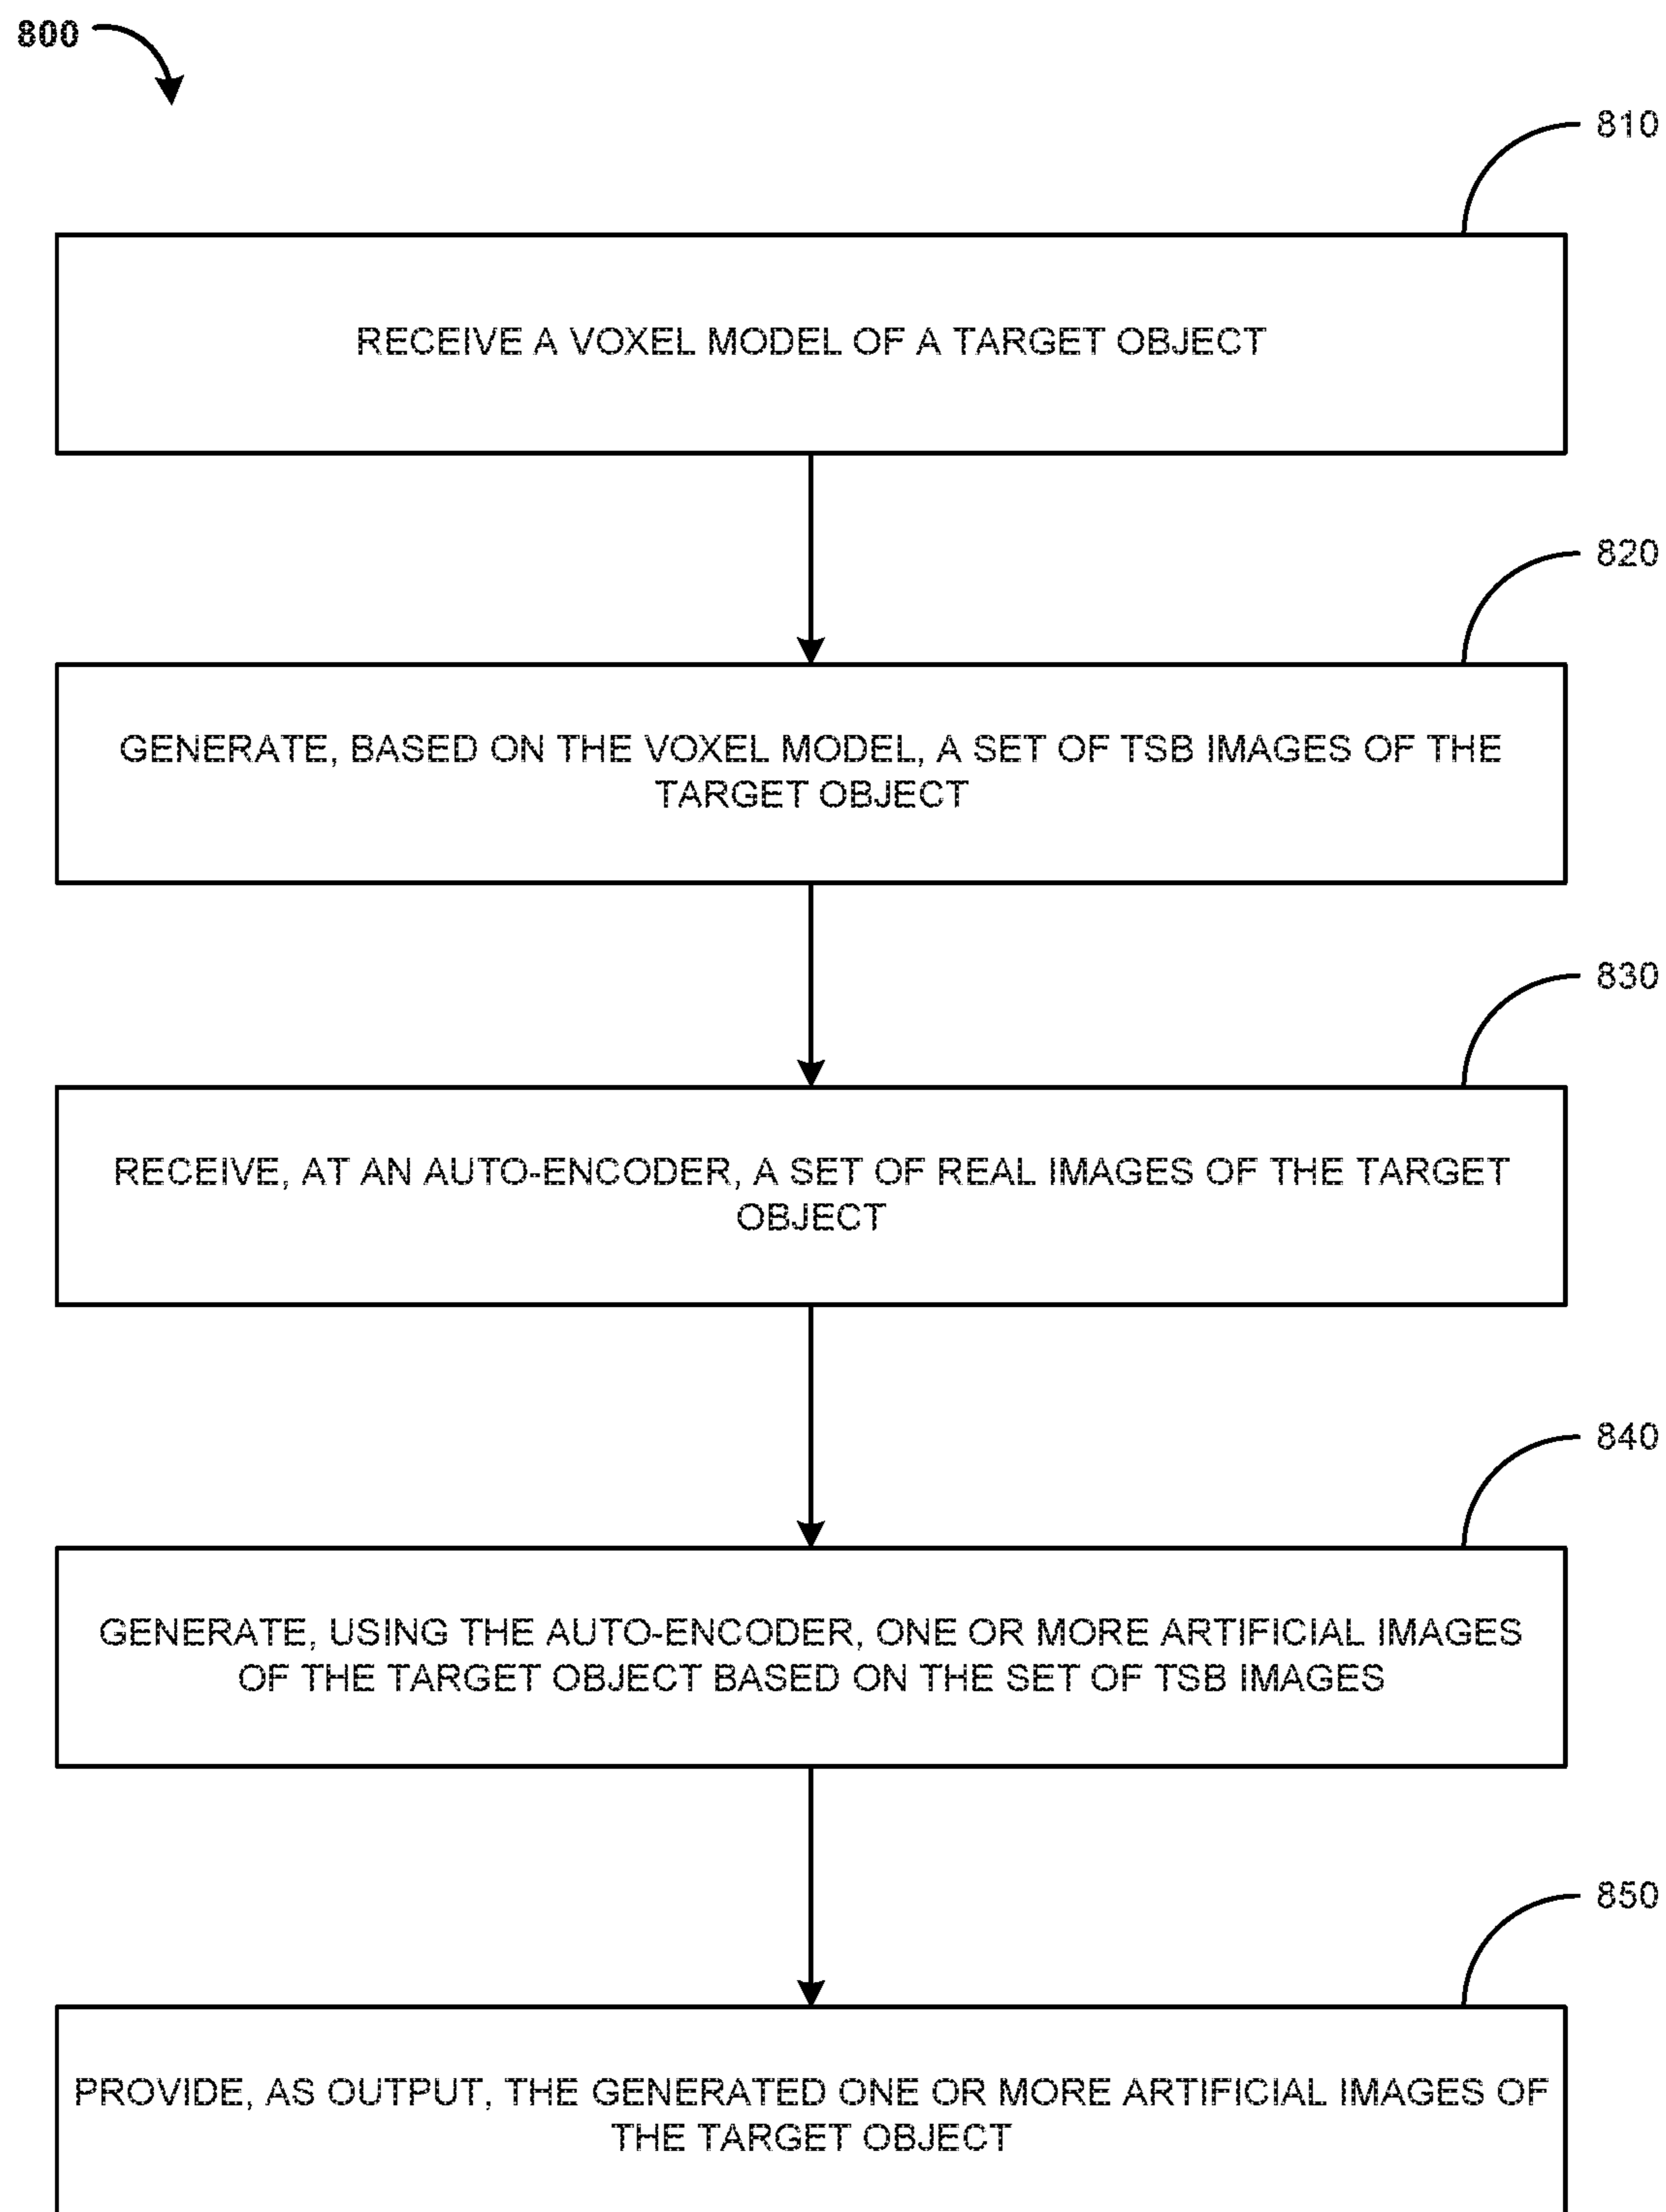 800
810
RECEIVE A VOXEL MODEL OF A TARGET OBJECT
820
GENERATE, BASED ON THE VOXEL MODEL, A SET OF TSB IMAGES OF THE
TARGET OBJECT
830
RECEIVE, AT AN AUTO-ENCODER, A SET OF REAL IMAGES OF THE TARGET
OBJECT
840
GENERATE, USING THE AUTO-ENCODER, ONE OR MORE ARTIFICIAL IMAGES
OF THE TARGET OBJECT BASED ON THE SET OF TSB IMAGES
850
PROVIDE, AS OUTPUT, THE GENERATED ONE OR MORE ARTIFICIAL IMAGES OF
THE TARGET OBJECT